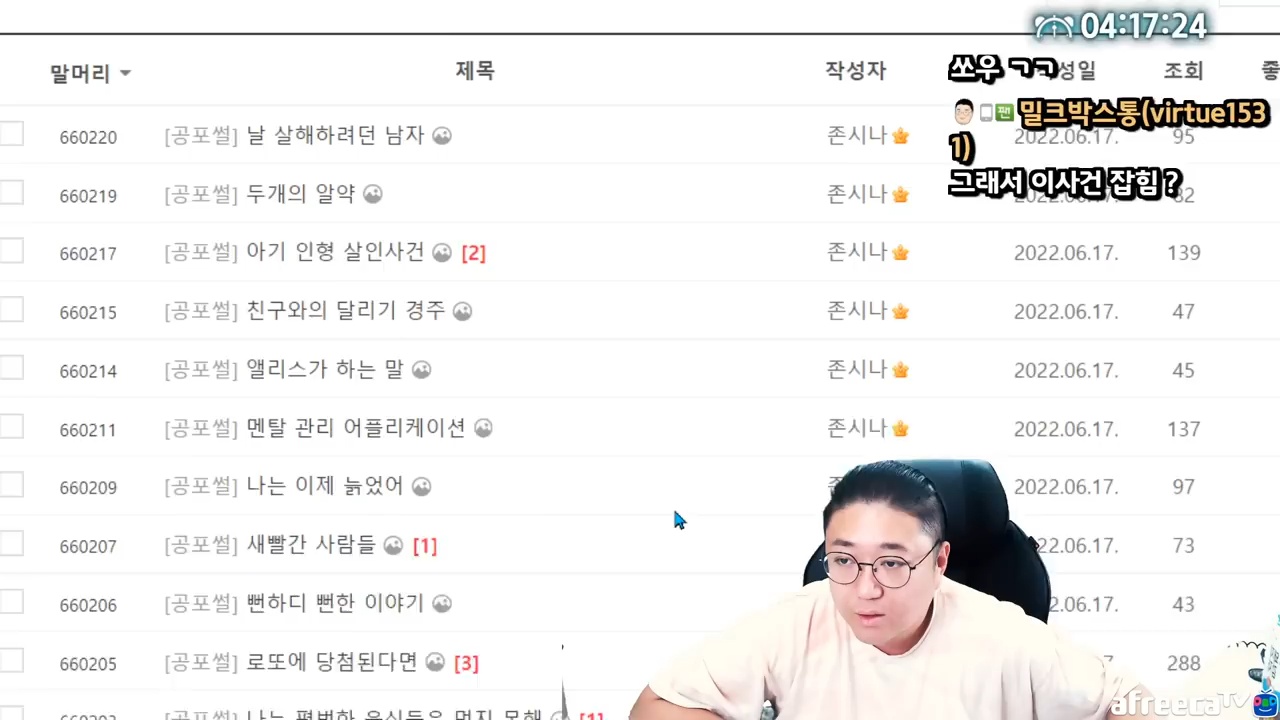 04:17:24
말머리 제목 작성자 성일 조회
쏘우 ㄱㄱ
밀크박스통(virtue153
1)
그래서 이사건 잡힘?
660220 [공포썰] 날 살해하려던 남자 존시나 2022.06.17. 95
660219 [공포썰] 두개의 알약 존시나 82
660217 [공포썰] 아기 인형 살인사건 [2] 존시나 2022.06.17. 139
660215 [공포썰] 친구와의 달리기 경주 존시나 2022.06.17. 47
660214 [공포썰] 앨리스가 하는 말 존시나 2022.06.17. 45
660211 [공포썰] 멘탈 관리 어플리케이션 존시나 2022.06.17. 137
660209 [공포썰] 나는 이제 늙었어 2022.06.17. 97
660207 [공포썰] 새빨간 사람들 [1] 22.06.17. 73
660206 [공포썰] 뻔하디 뻔한 이야기 2.06.17. 43
660205 [공포썰] 로또에 당첨된다면 [3] 288
afreecaTV